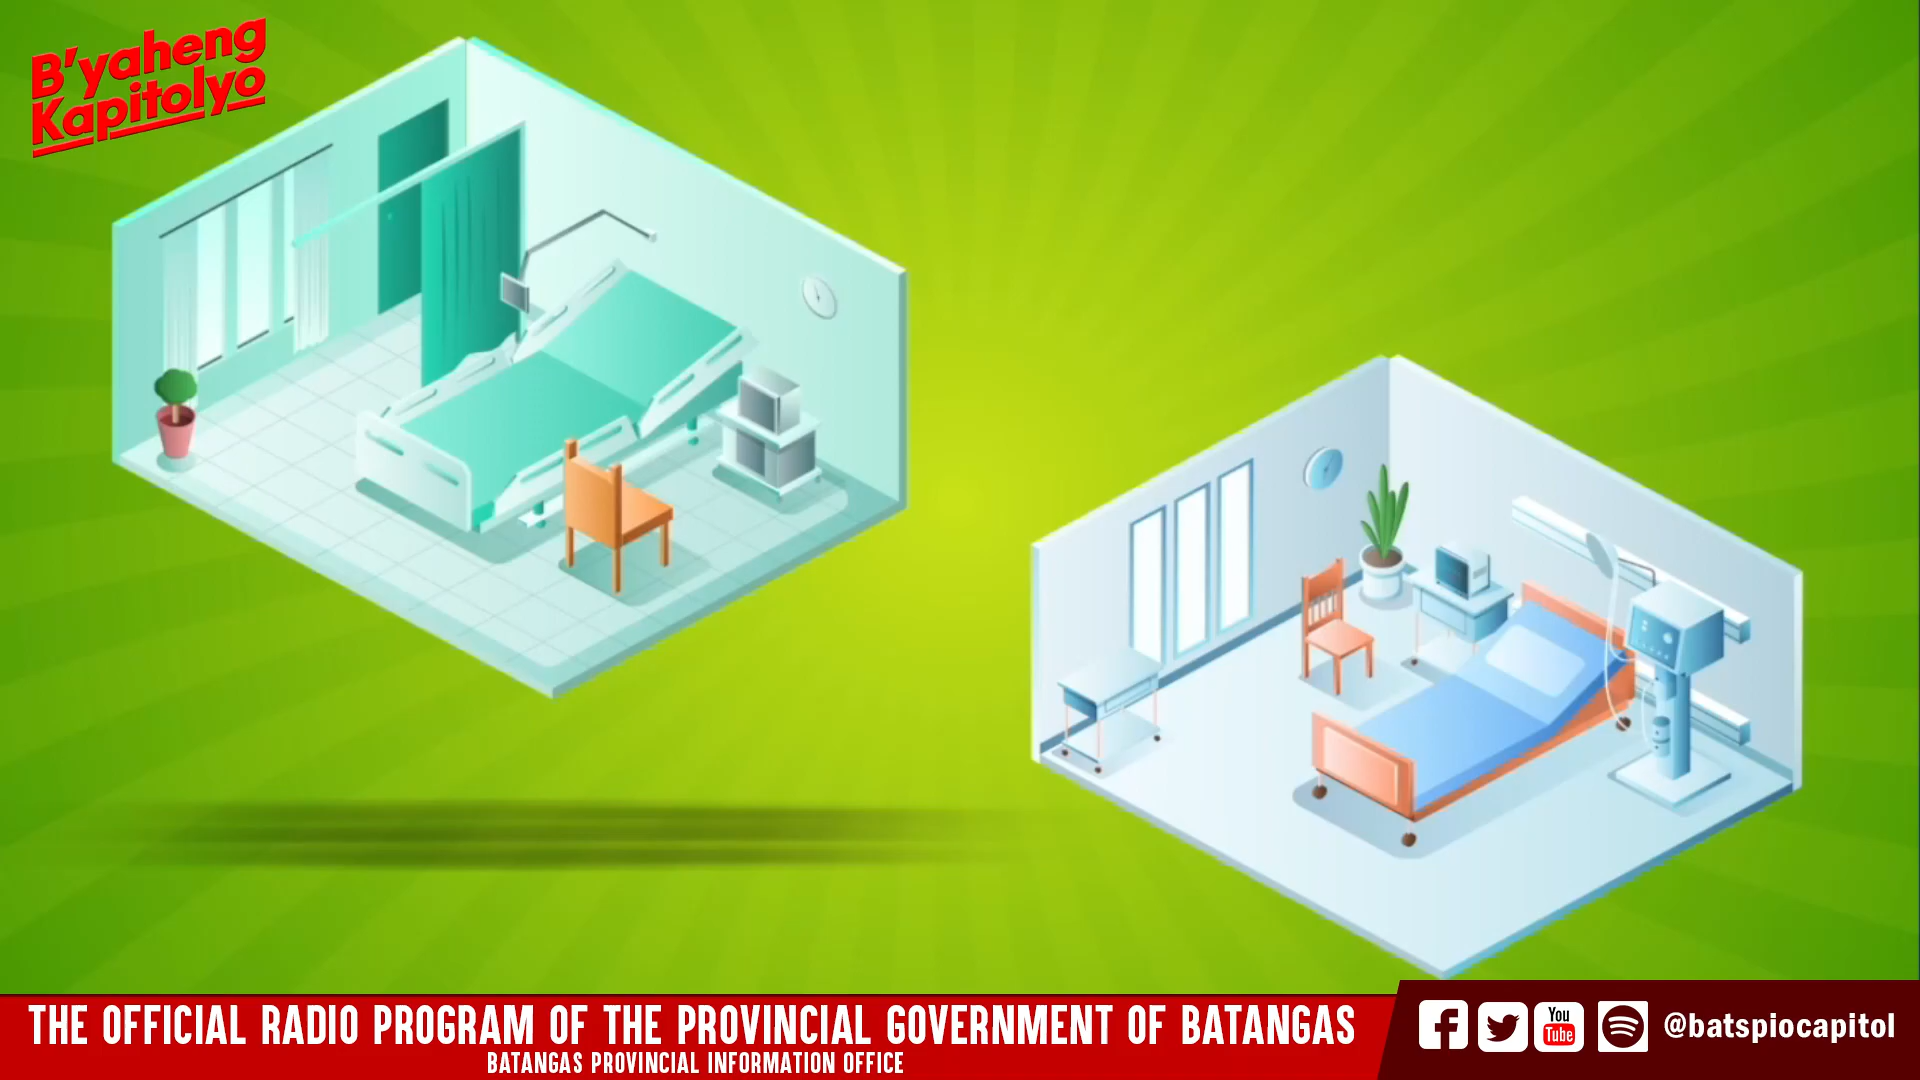 B'yaheng
Kapitolyo
THE OFFICIAL RADIO PROGRAM OF THE PROVINCIAL GOVERNMENT OF BATANGAS
BATANGAS PROVINCIAL INFORMATION OFFICE
You
Tube
@batspiocapitol